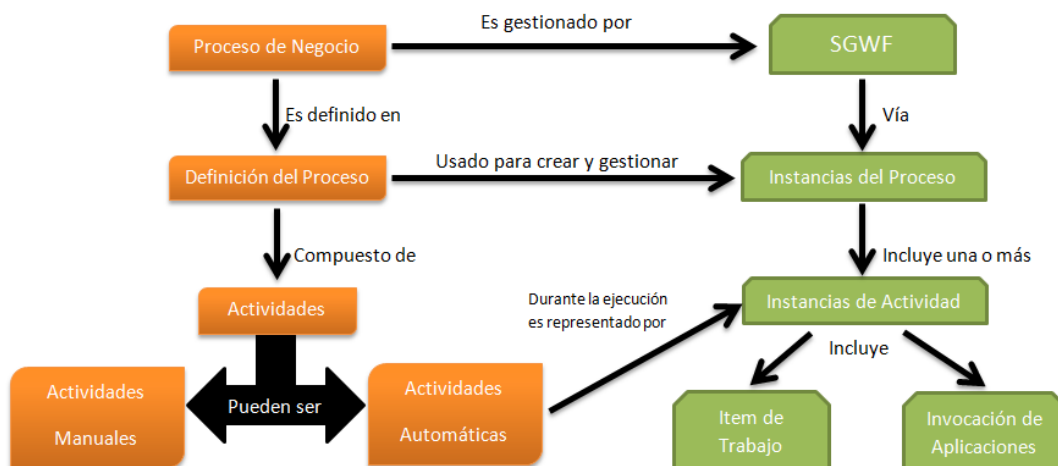 Es gestionado por
Proceso de Negocio
SGWF
Es definido en
Vía
Usado para crear y gestionar
Definición del Proceso
Instancias del Proceso
Compuesto de
Incluye una o más
Durante la ejecución
es representado por
Actividades
Instancias de Actividad
Incluye
Actividades
Manuales
Pueden ser
Actividades
Automáticas
Item de
Trabajo
Invocación de
Aplicaciones